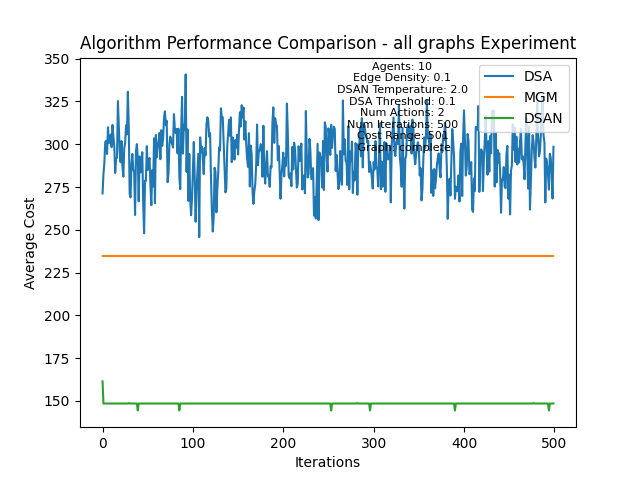 Algorithm Performance Comparison - all graphs Experiment
Agents: 10
Edge Density: 0.1
DSAN Temperature: 2.0
DSA Threshold: 0.1
Num Actions: 2
Num Iterations: 500
Cost Range: 50
Graph: complete
DSA
MGM
DSAN
Average Cost
350
325
300
275
250
225
200
175
150
0
100
200
300
400
500
Iterations